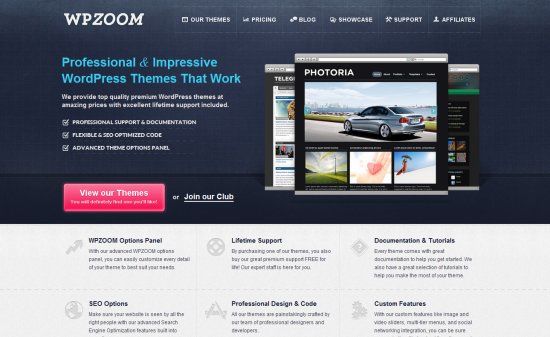 WPZOOM
OUR THEMES PRICING BLOG SHOWCASE SUPPORT AFFILIATES
Professional & Impressive
WordPress Themes That Work
We provide top quality premium WordPress themes at
amazing prices with excellent lifetime support included.
PROFESSIONAL SUPPORT & DOCUMENTATION
FLEXIBLE & SEO OPTIMIZED CODE
ADVANCED THEME OPTIONS PANEL
TELEG
PHOTORIA
View our Themes
You will definitely find one you'll like!
or Join our Club
WPZOOM Options Panel
With our advanced WPZOOM options
panel, you can easily customize every detail
of your theme to best suit your needs.
Lifetime Support
By purchasing one of our themes, you also
buy our great premium support FREE for
life! Our expert staff is here for you.
Documentation & Tutorials
Every theme comes with great
documentation to help you get started. We
also have a great selection of tutorials to
help you make the most of your theme.
SEO Options
Make sure your website is seen by all the
right people with our advanced Search
Engine Optimization features built into
Professional Design & Code
All our themes are painstakingly crafted by
our team of professional designers and
developers.
Custom Features
With our custom features like image and
video sliders, multi-tier menus, and social
networking integration, you can be sure